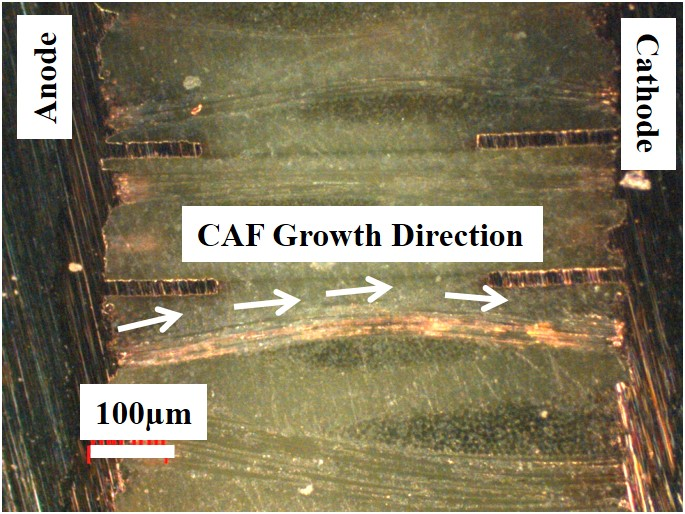 Anode
Cathode
CAF Growth Direction
100µm